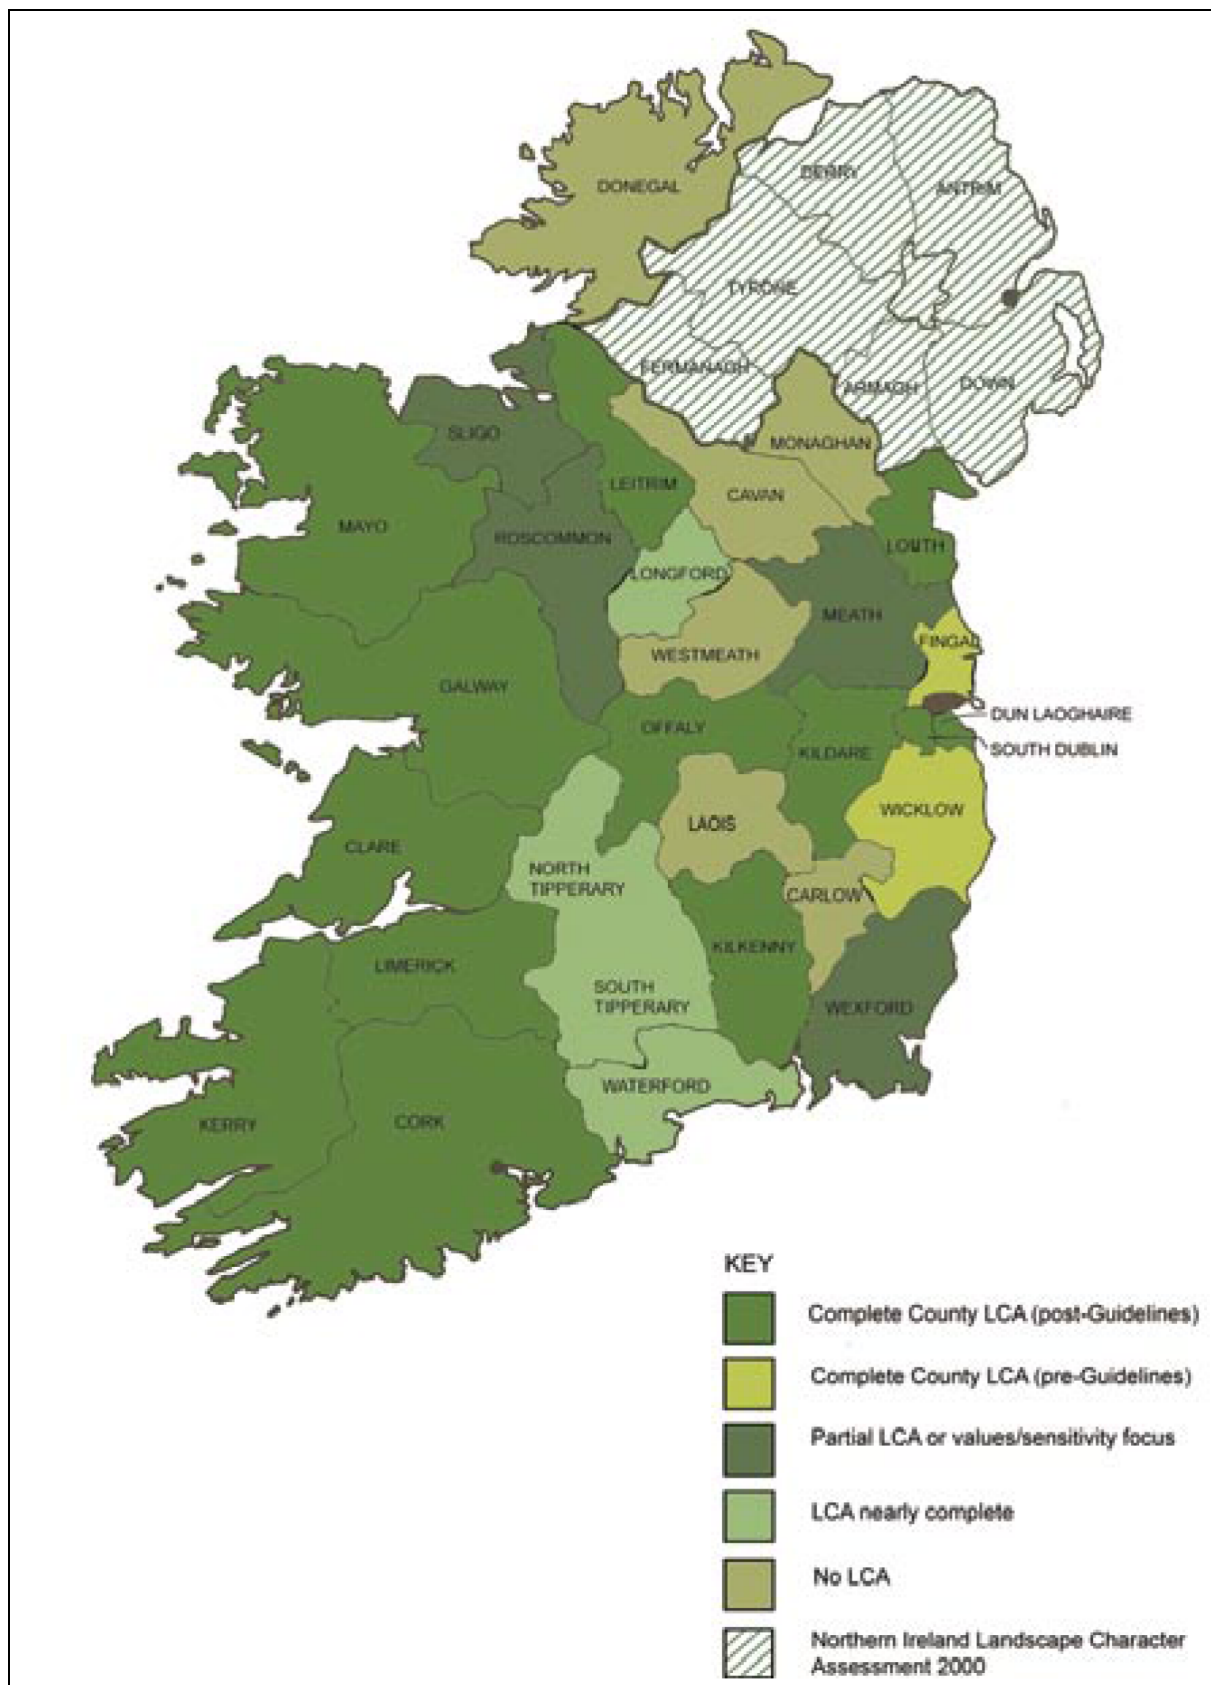 DONEGAL
DERRY
ANTRIM
TYRONE
FERMANAGH
ARMAGH
DOWN
MONAGHAN
SLIGO
LEITRIM
CAVAN
MAYO
ROSCOMMON
LOUTH
LONGFORD
MEATH
FINGAL
WESTMEATH
GALWAY
DUN LAOGHAIRE
OFFALY
SOUTH DUBLIN
KILDARE
WICKLOW
LAOIS
CLARE
NORTH
TIPPERARY
CARLOW
KILKENNY
LIMERICK
SOUTH
TIPPERARY
WEXFORD
WATERFORD
KERRY
CORK
KEY
Complete County LCA (post-Guidelines)
Complete County LCA (pre-Guidelines)
Partial LCA or values/sensitivity focus
LCA nearly complete
No LCA
Northern Ireland Landscape Character
Assessment 2000